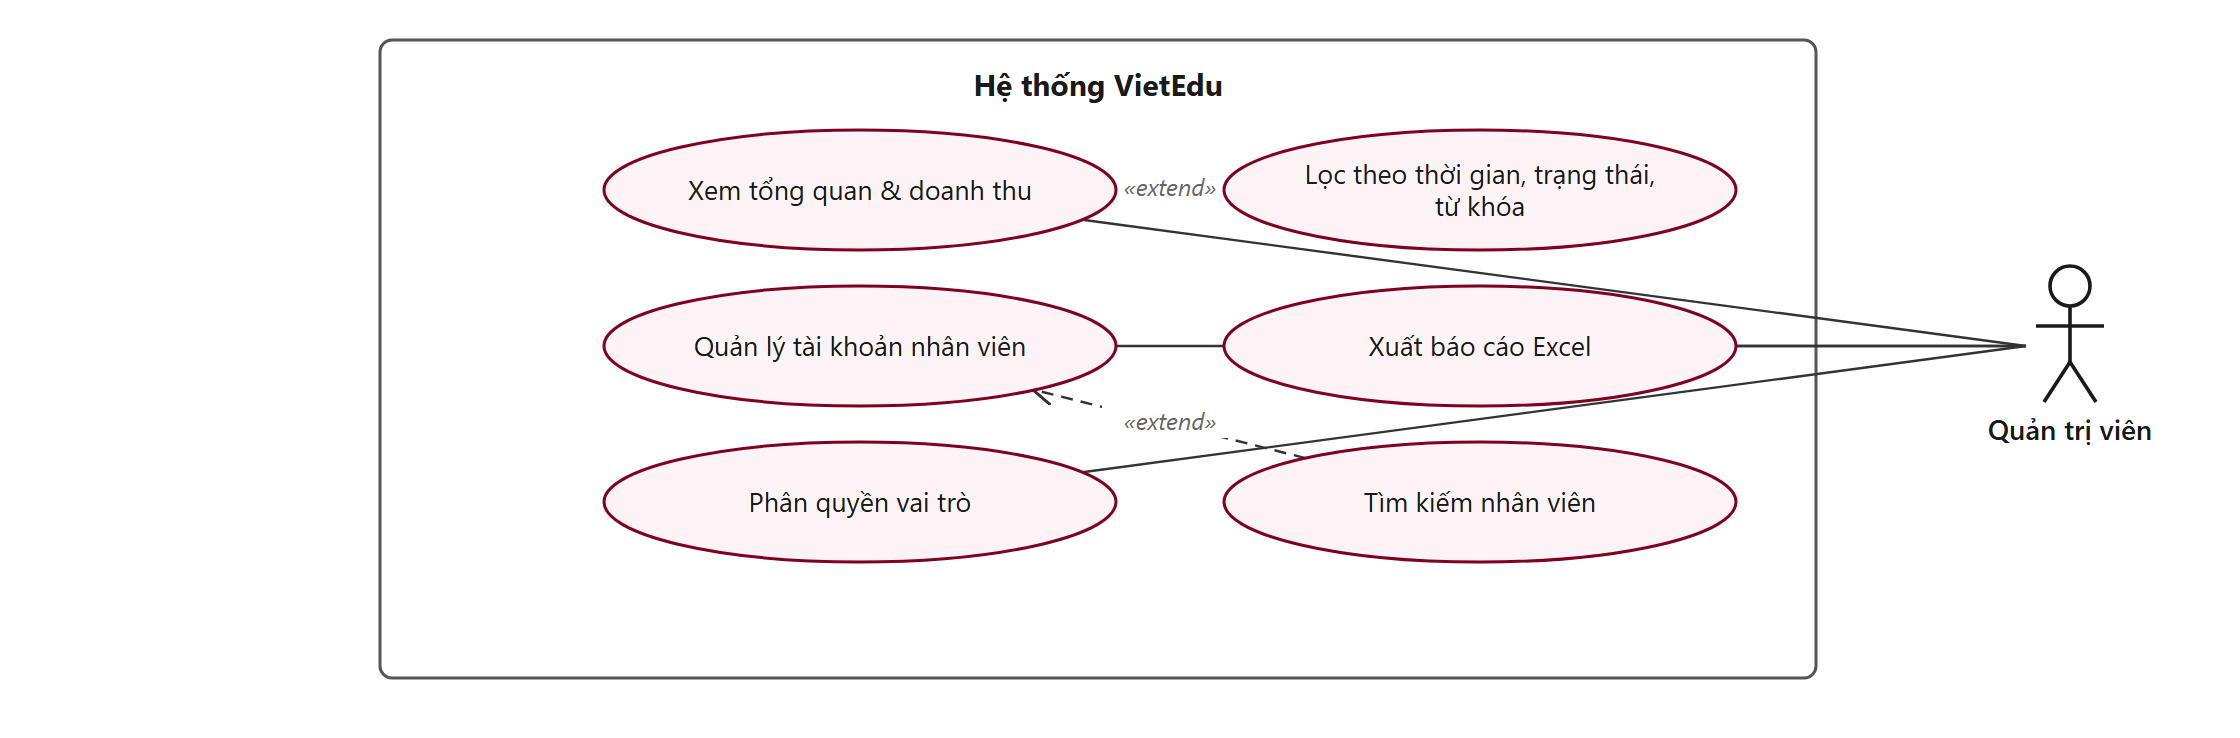 Hệ thống VietEdu
Xem tổng quan & doanh thu
«extend»
Lọc theo thời gian, trạng thái,
từ khóa
Quản lý tài khoản nhân viên
Xuất báo cáo Excel
«extend»
Phân quyền vai trò
Tìm kiếm nhân viên
Quản trị viên